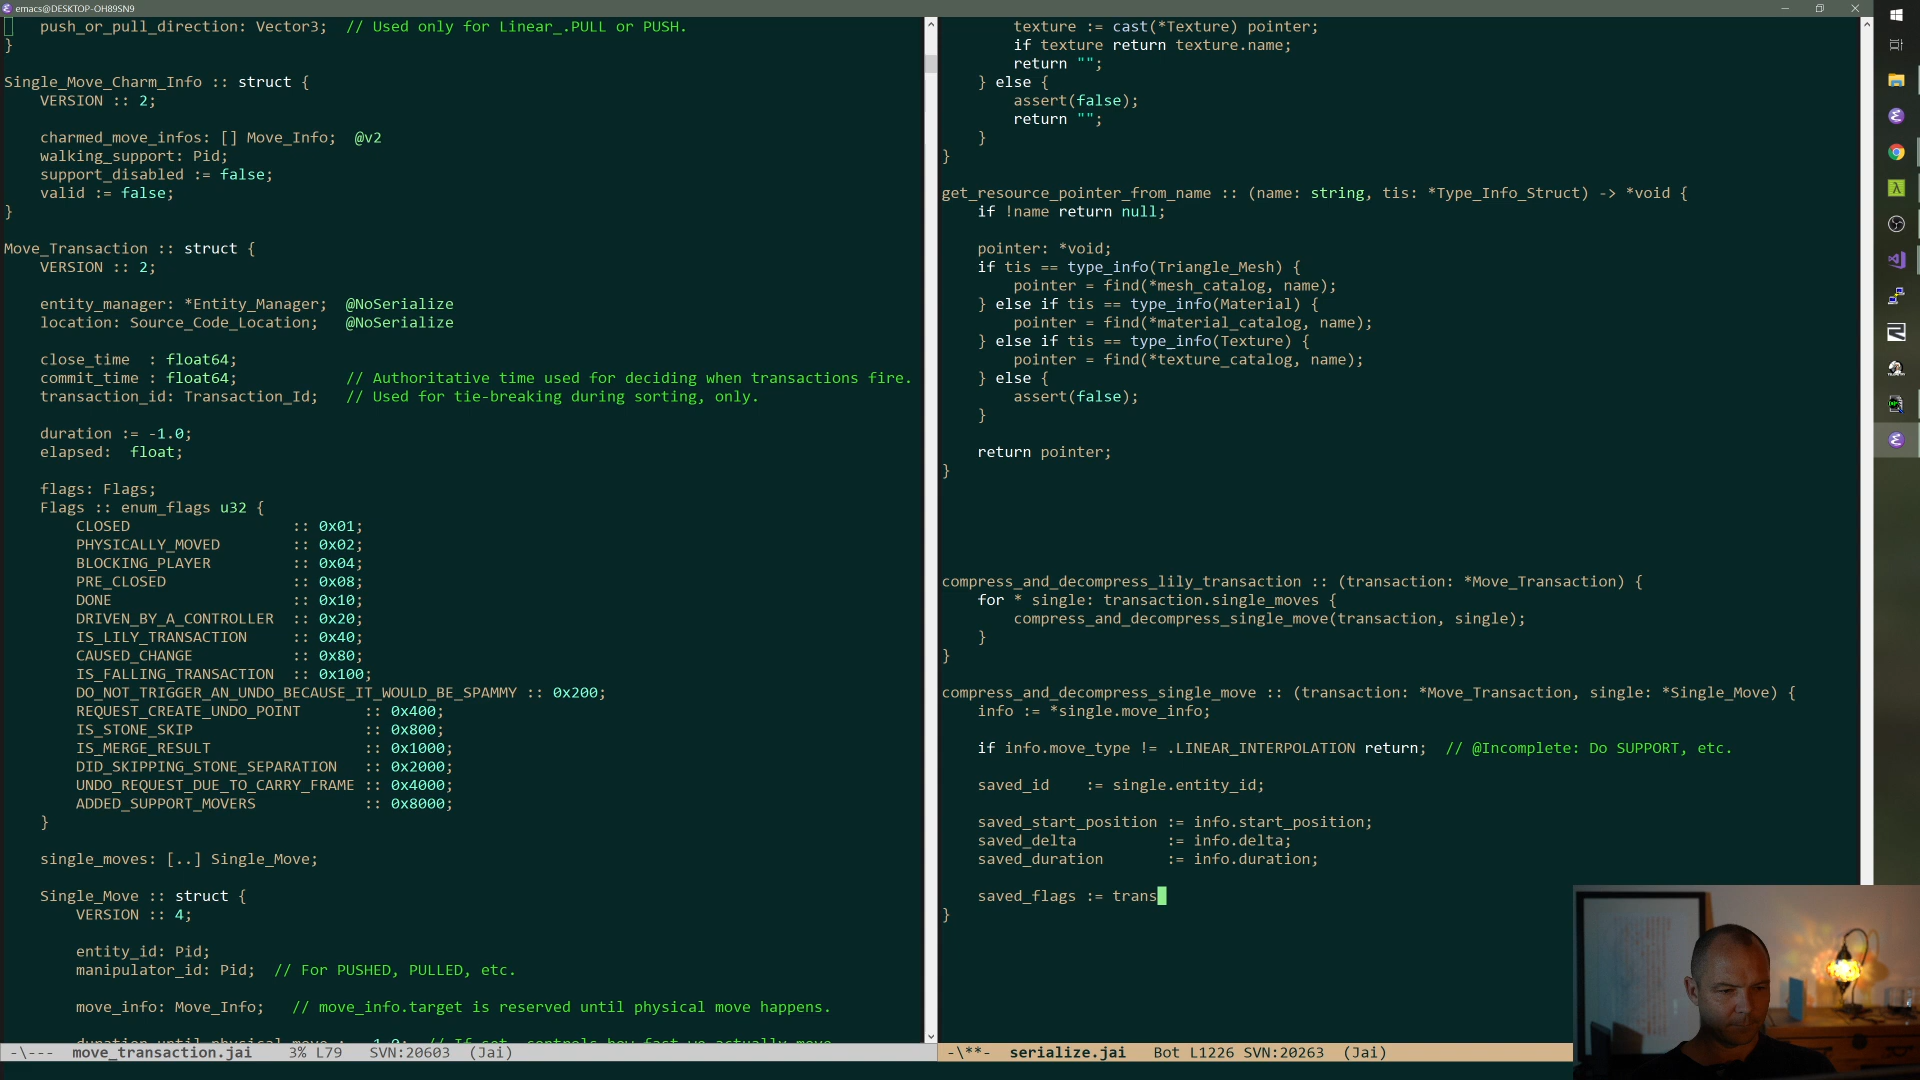 emacs@DESKTOP-OH89SN9
push_or_pull_direction: Vector3;  // Used only for Linear_.PULL or PUSH.
}
Single_Move_Charm_Info :: struct {
VERSION :: 2;
charmed_move_infos: [] Move_Info;  @v2
walking_support: Pid;
support_disabled := false;
valid := false;
}
Move_Transaction :: struct {
VERSION :: 2;
entity_manager: *Entity_Manager;  @NoSerialize
location: Source_Code_Location;   @NoSerialize
close_time  : float64;
commit_time : float64;            // Authoritative time used for deciding when transactions fire.
transaction_id: Transaction_Id;   // Used for tie-breaking during sorting, only.
duration := -1.0;
elapsed:  float;
flags: Flags;
Flags :: enum_flags u32 {
CLOSED                  :: 0x01;
PHYSICALLY_MOVED        :: 0x02;
BLOCKING_PLAYER         :: 0x04;
PRE_CLOSED              :: 0x08;
DONE                    :: 0x10;
DRIVEN_BY_A_CONTROLLER  :: 0x20;
IS_LILY_TRANSACTION     :: 0x40;
CAUSED_CHANGE           :: 0x80;
IS_FALLING_TRANSACTION  :: 0x100;
DO_NOT_TRIGGER_AN_UNDO_BECAUSE_IT_WOULD_BE_SPAMMY :: 0x200;
REQUEST_CREATE_UNDO_POINT       :: 0x400;
IS_STONE_SKIP                   :: 0x800;
IS_MERGE_RESULT                 :: 0x1000;
DID_SKIPPING_STONE_SEPARATION   :: 0x2000;
UNDO_REQUEST_DUE_TO_CARRY_FRAME :: 0x4000;
ADDED_SUPPORT_MOVERS            :: 0x8000;
}
single_moves: [..] Single_Move;
Single_Move :: struct {
VERSION :: 4;
entity_id: Pid;
manipulator_id: Pid;  // For PUSHED, PULLED, etc.
move_info: Move_Info;   // move_info.target is reserved until physical move happens.
-\---  move_transaction.jai    3% L79   SVN:20603  (Jai)
texture := cast(*Texture) pointer;
if texture return texture.name;
return "";
} else {
assert(false);
return "";
}
}
get_resource_pointer_from_name :: (name: string, tis: *Type_Info_Struct) -> *void {
if !name return null;
pointer: *void;
if tis == type_info(Triangle_Mesh) {
pointer = find(*mesh_catalog, name);
} else if tis == type_info(Material) {
pointer = find(*material_catalog, name);
} else if tis == type_info(Texture) {
pointer = find(*texture_catalog, name);
} else {
assert(false);
}
return pointer;
}
compress_and_decompress_lily_transaction :: (transaction: *Move_Transaction) {
for * single: transaction.single_moves {
compress_and_decompress_single_move(transaction, single);
}
}
compress_and_decompress_single_move :: (transaction: *Move_Transaction, single: *Single_Move) {
info := *single.move_info;
if info.move_type != .LINEAR_INTERPOLATION return;  // @Incomplete: Do SUPPORT, etc.
saved_id    := single.entity_id;
saved_start_position := info.start_position;
saved_delta          := info.delta;
saved_duration       := info.duration;
saved_flags := trans
}
-\**-  serialize.jai   Bot L1226 SVN:20263  (Jai)